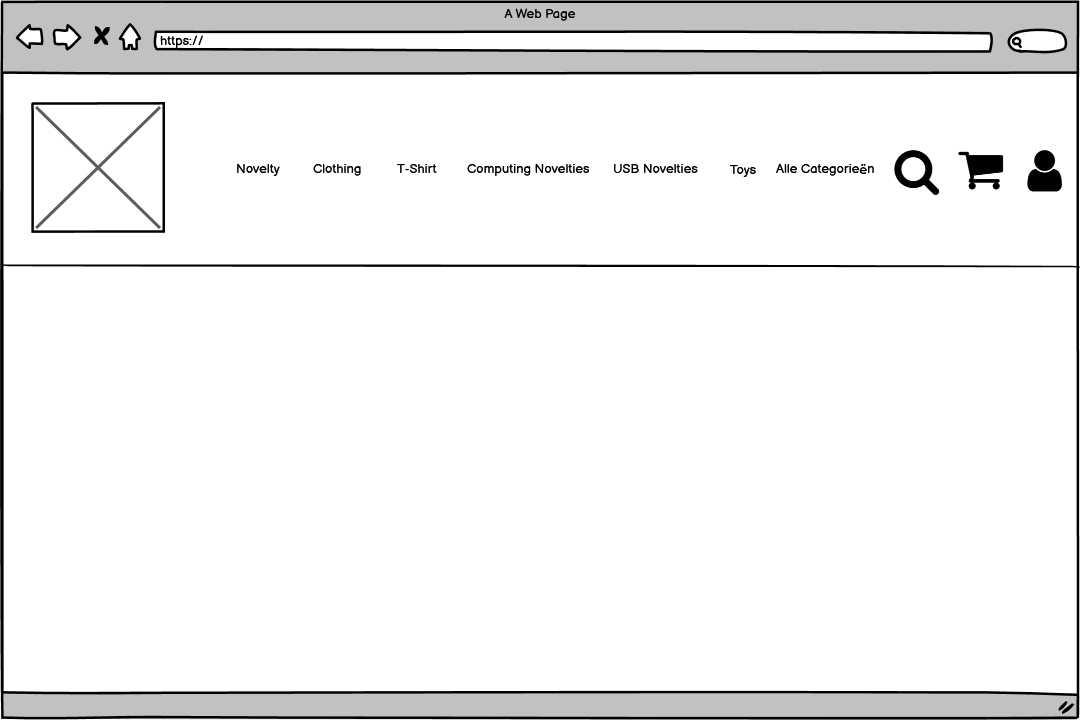 A Web Page
https://
Novelty Clothing T-Shirt Computing Novelties USB Novelties Toys Alle Categorieën